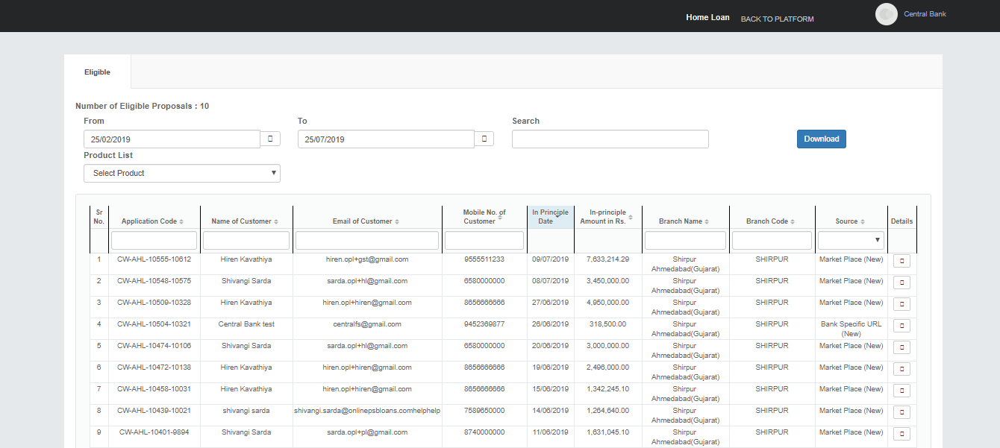 Home Loan BACK TO PLATFORM Central Bank
Eligible
Number of Eligible Proposals : 10
From To Search
25/02/2019 25/07/2019 Download
Product List
Select Product
Sr No. Application Code Name of Customer Email of Customer Mobile No. of Customer In Principle Date In-principle Amount in Rs. Branch Name Branch Code Source Details
1 CW-AHL-10555-10612 Hiren Kavathiya hiren.opl+gst@gmail.com 9555511233 09/07/2019 7,633,214.29 Shirpur Ahmedabad(Gujarat) SHIRPUR Market Place (New)
2 CW-AHL-10548-10575 Shivangi Sarda sarda.opl+hl@gmail.com 6580000000 08/07/2019 3,450,000.00 Shirpur Ahmedabad(Gujarat) SHIRPUR Market Place (New)
3 CW-AHL-10509-10328 Hiren Kavathiya hiren.opl+hiren@gmail.com 8656666666 27/06/2019 4,950,000.00 Shirpur Ahmedabad(Gujarat) SHIRPUR Market Place (New)
4 CW-AHL-10504-10321 Central Bank test centralfs@gmail.com 9452369877 26/06/2019 318,500.00 Shirpur Ahmedabad(Gujarat) SHIRPUR Bank Specific URL (New)
5 CW-AHL-10474-10106 Shivangi Sarda sarda.opl+hl@gmail.com 6580000000 20/06/2019 3,000,000.00 Shirpur Ahmedabad(Gujarat) SHIRPUR Market Place (New)
6 CW-AHL-10472-10138 Hiren Kavathiya hiren.opl+hiren@gmail.com 8656666666 19/06/2019 2,496,000.00 Shirpur Ahmedabad(Gujarat) SHIRPUR Market Place (New)
7 CW-AHL-10458-10031 Hiren Kavathiya hiren.opl+hiren@gmail.com 8656666666 15/06/2019 1,342,245.10 Shirpur Ahmedabad(Gujarat) SHIRPUR Market Place (New)
8 CW-AHL-10439-10021 shivangi sarda shivangi.sarda@onlinepsbloans.comhelphelp 7589650000 14/06/2019 1,264,640.00 Shirpur Ahmedabad(Gujarat) SHIRPUR Market Place (New)
9 CW-AHL-10401-9894 Shivangi Sarda sarda.opl+pl@gmail.com 8740000000 11/06/2019 1,631,045.10 Shirpur Ahmedabad(Gujarat) SHIRPUR Market Place (New)